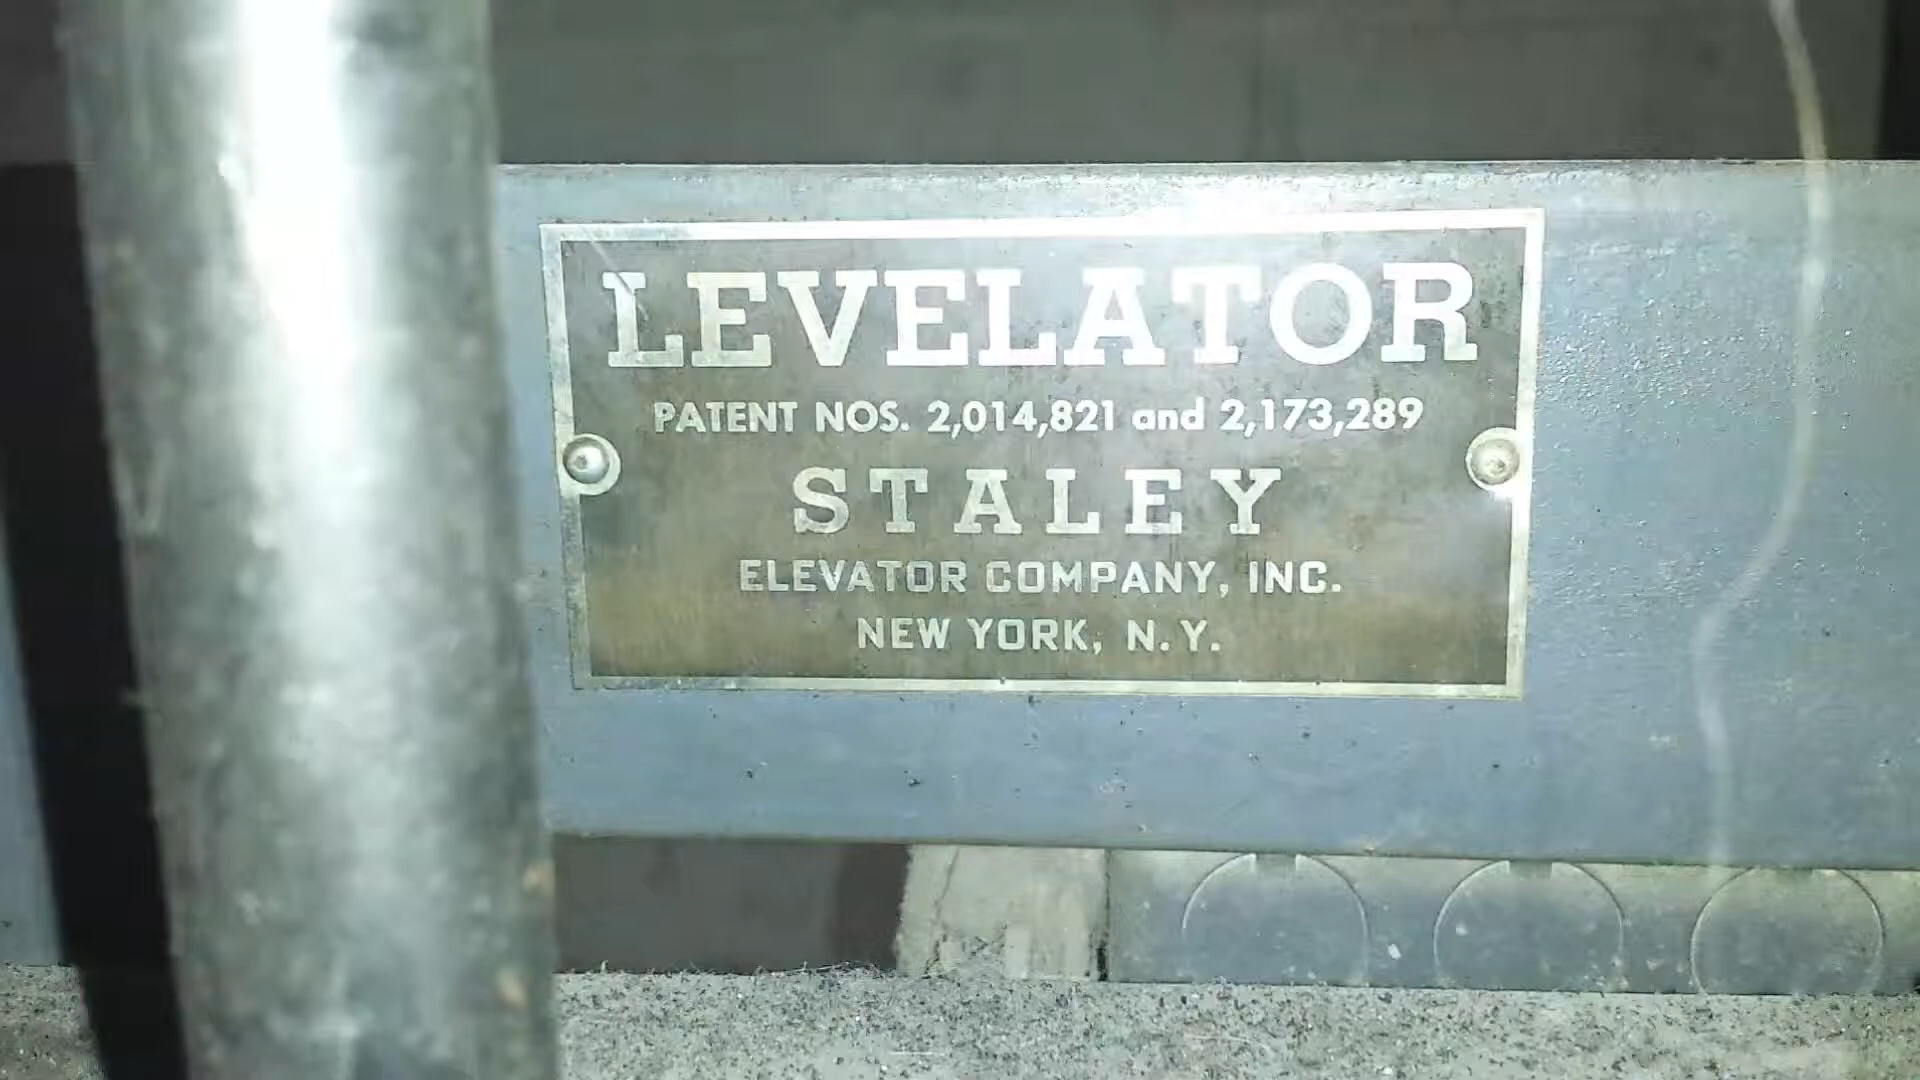 LEVELATOR
PATENT NOS. 2,014,821 and 2,173,289
STALEY
ELEVATOR COMPANY, INC.
NEW YORK, N.Y.